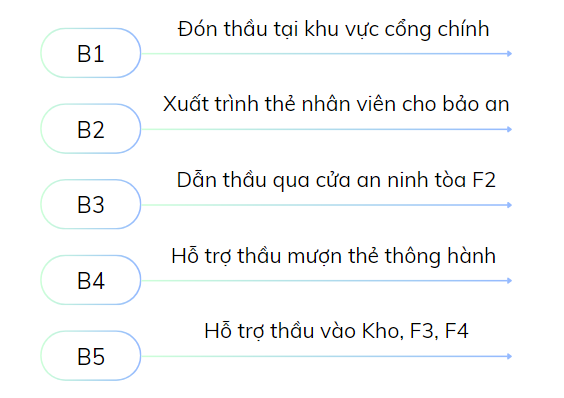 B1
Đón thầu tại khu vực cổng chính
B2
Xuất trình thẻ nhân viên cho bảo an
B3
Dẫn thầu qua cửa an ninh tòa F2
B4
Hỗ trợ thầu mượn thẻ thông hành
B5
Hỗ trợ thầu vào Kho, F3, F4